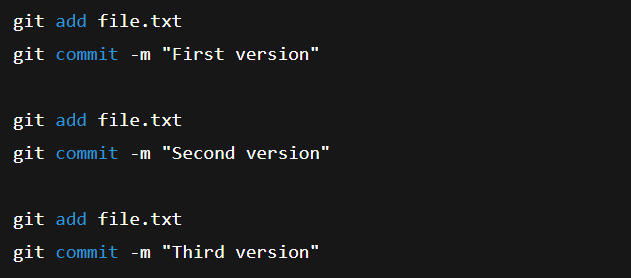 git add file.txt
git commit -m "First version"
git add file.txt
git commit -m "Second version"
git add file.txt
git commit -m "Third version"